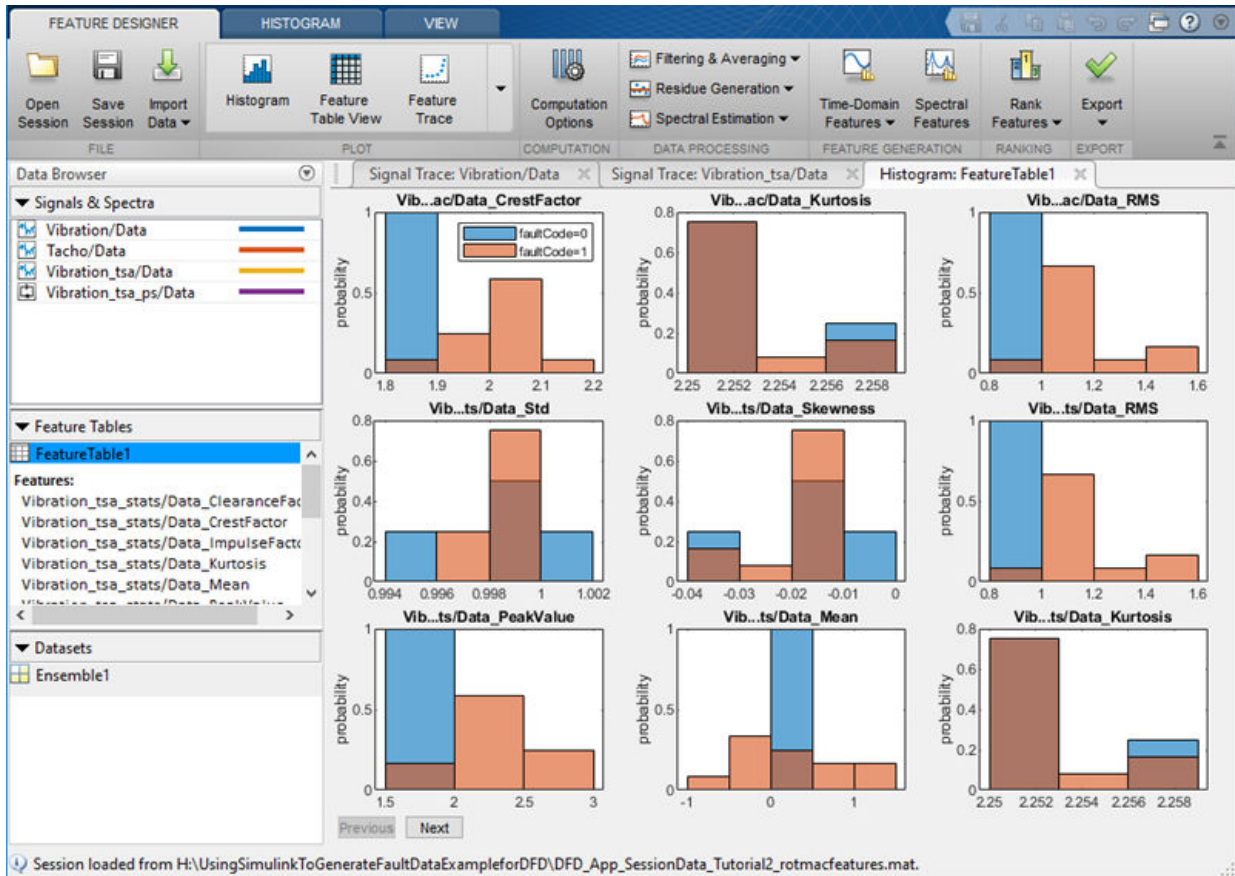 FEATURE DESIGNER HISTOGRAM VIEW
Open Session
Save Session
Import Data
FILE
Histogram
Feature Table View
Feature Trace
PLOT
Computation Options
COMPUTATION
Filtering & Averaging
Residue Generation
Spectral Estimation
DATA PROCESSING
Time-Domain Features
Spectral Features
FEATURE GENERATION
Rank Features
RANKING
Export
EXPORT
Data Browser
Signals & Spectra
Vibration/Data
Tacho/Data
Vibration_tsa/Data
Vibration_tsa_ps/Data
Feature Tables
FeatureTable1
Features:
Vibration_tsa_stats/Data_ClearanceFac
Vibration_tsa_stats/Data_CrestFactor
Vibration_tsa_stats/Data_ImpulseFacto
Vibration_tsa_stats/Data_Kurtosis
Vibration_tsa_stats/Data_Mean
Datasets
Ensemble1
Signal Trace: Vibration/Data
Signal Trace: Vibration_tsa/Data
Histogram: FeatureTable1
Vib...ac/Data_CrestFactor
faultCode=0
faultCode=1
probability
1
0.5
0
1.8 1.9 2 2.1 2.2
Vib...ac/Data_Kurtosis
probability
0.8
0.6
0.4
0.2
0
2.25 2.252 2.254 2.256 2.258
Vib...ac/Data_RMS
probability
1
0.5
0
0.8 1 1.2 1.4 1.6
Vib...ts/Data_Std
probability
0.8
0.6
0.4
0.2
0
0.994 0.996 0.998 1 1.002
Vib...ts/Data_Skewness
probability
0.8
0.6
0.4
0.2
0
-0.04 -0.03 -0.02 -0.01 0
Vib...ts/Data_RMS
probability
1
0.5
0
0.8 1 1.2 1.4 1.6
Vib...ts/Data_PeakValue
probability
1
0.5
0
1.5 2 2.5 3
Vib...ts/Data_Mean
probability
1
0.5
0
-1 0 1
Vib...ts/Data_Kurtosis
probability
0.8
0.6
0.4
0.2
0
2.25 2.252 2.254 2.256 2.258
Previous Next
Session loaded from H:\UsingSimulinkToGenerateFaultDataExampleforDFD\DFD_App_SessionData_Tutorial2_rotmacfeatures.mat.